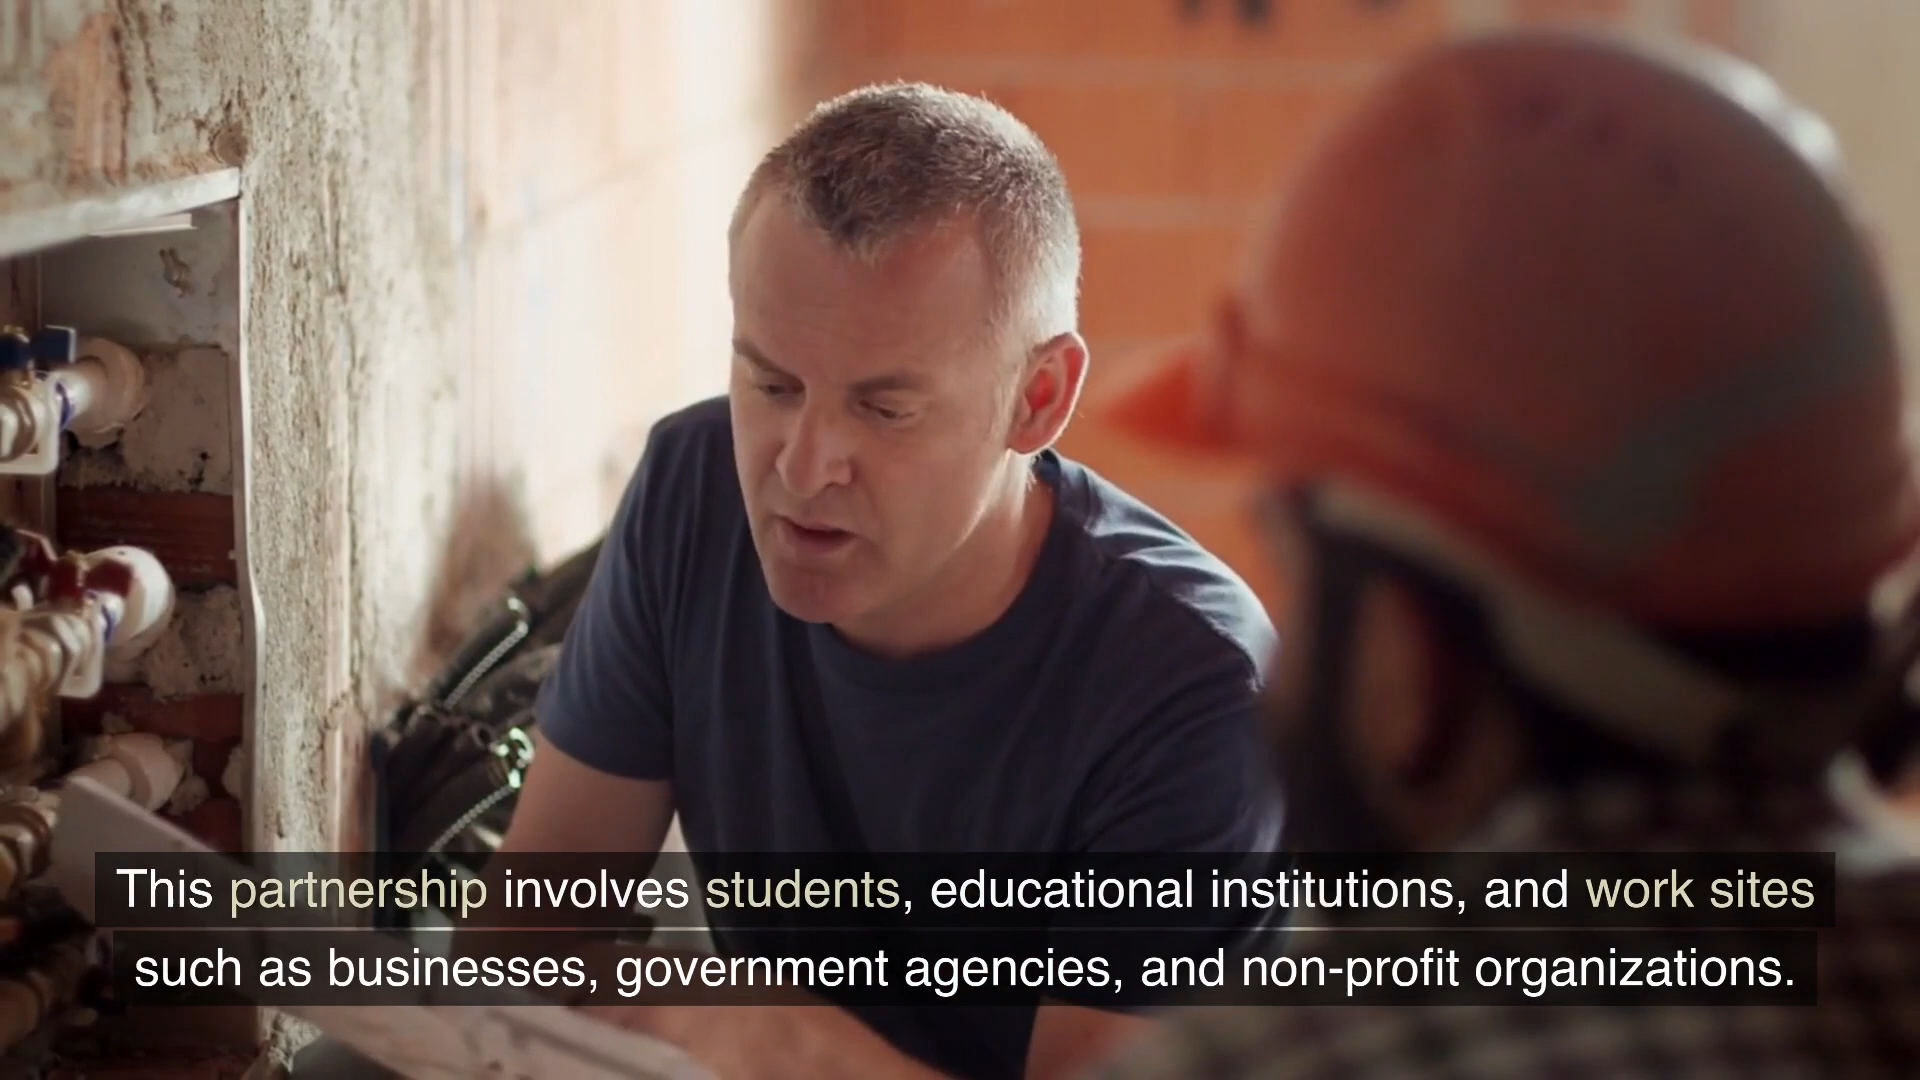 This partnership involves students, educational institutions, and work sites
such as businesses, government agencies, and non-profit organizations.